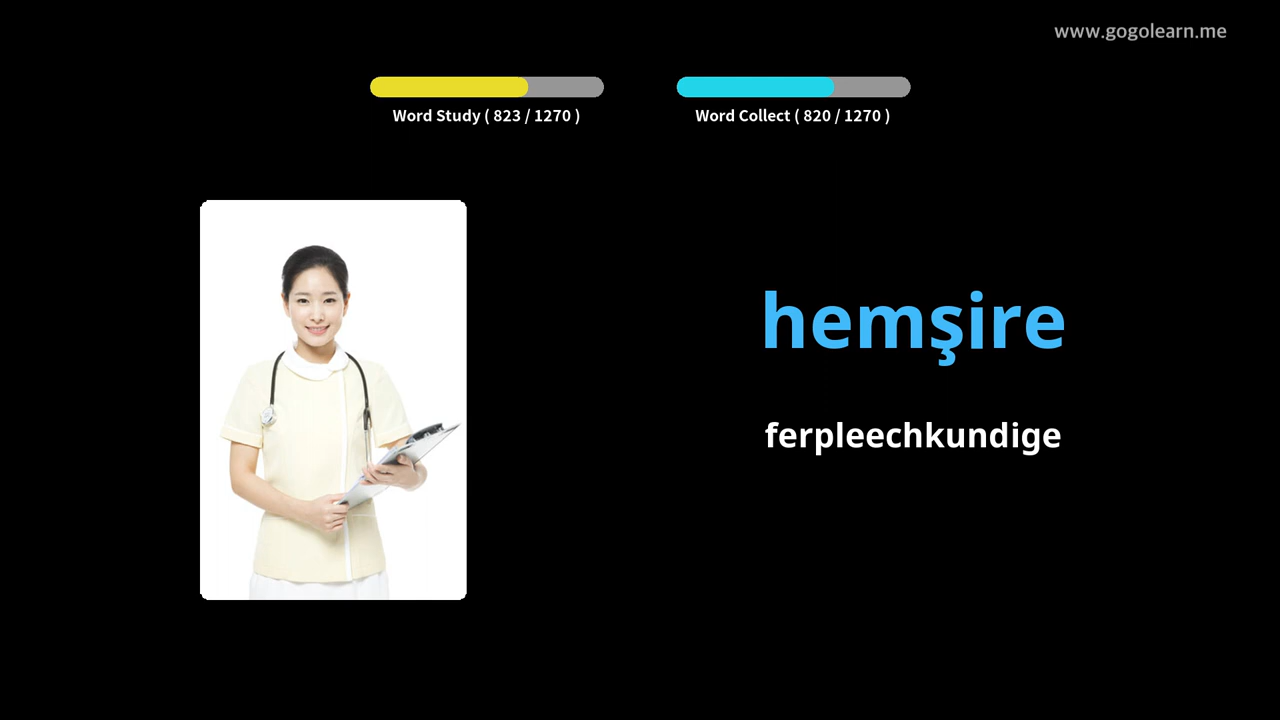 www.gogolearn.me
Word Study ( 823 / 1270 )
Word Collect ( 820 / 1270 )
hemşire
ferpleechkundige